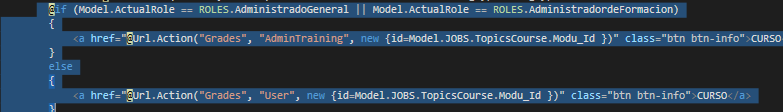 @if (Model.ActualRole == ROLES.AdministradoGeneral || Model.ActualRole == ROLES.AdministradordeFormacion)
{
<a href="@Url.Action("Grades", "AdminTraining", new {id=Model.JOBS.TopicsCourse.Modu_Id })" class="btn btn-info">CURSO
}
else
{
<a href="@Url.Action("Grades", "User", new {id=Model.JOBS.TopicsCourse.Modu_Id })" class="btn btn-info">CURSO</a>
}